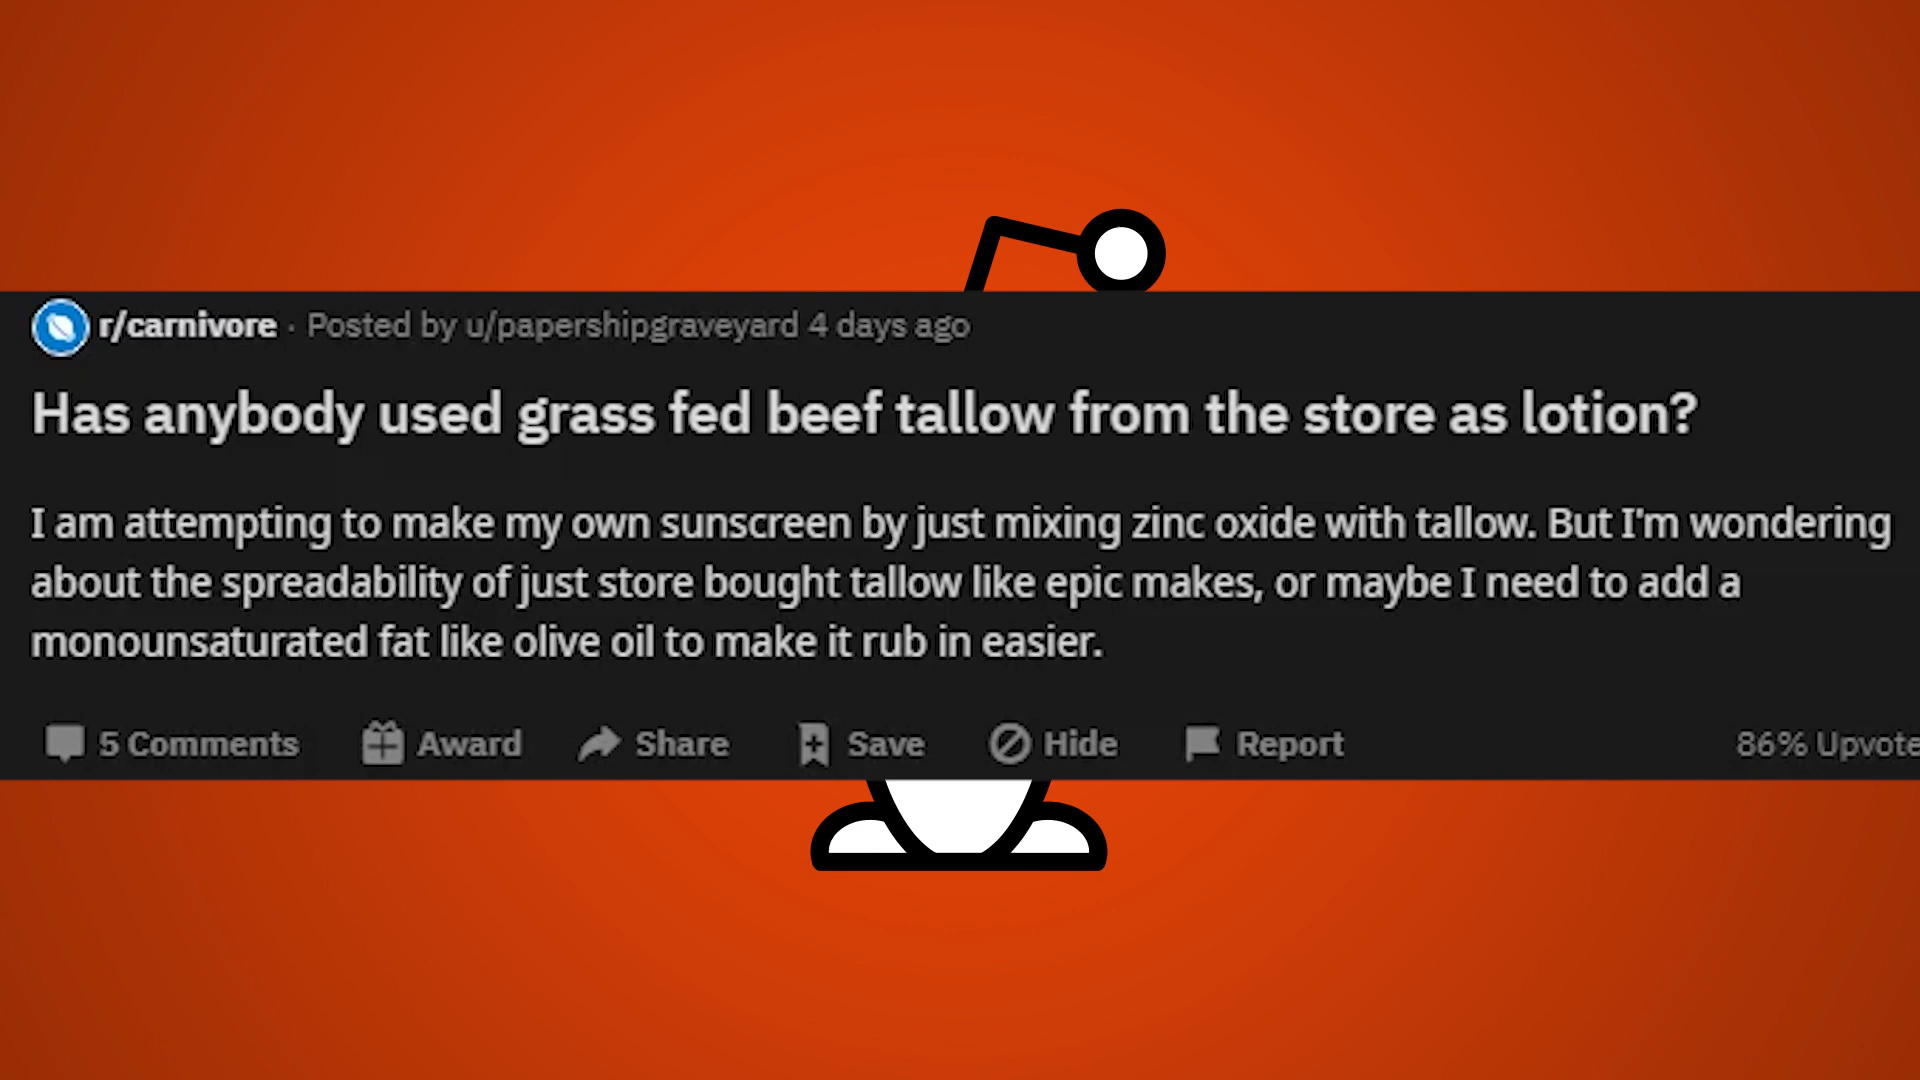 r/carnivore · Posted by u/papershipgraveyard 4 days ago
Has anybody used grass fed beef tallow from the store as lotion?
I am attempting to make my own sunscreen by just mixing zinc oxide with tallow. But I'm wondering
about the spreadability of just store bought tallow like epic makes, or maybe I need to add a
monounsaturated fat like olive oil to make it rub in easier.
5 Comments Award Share Save Hide Report 86% Upvote